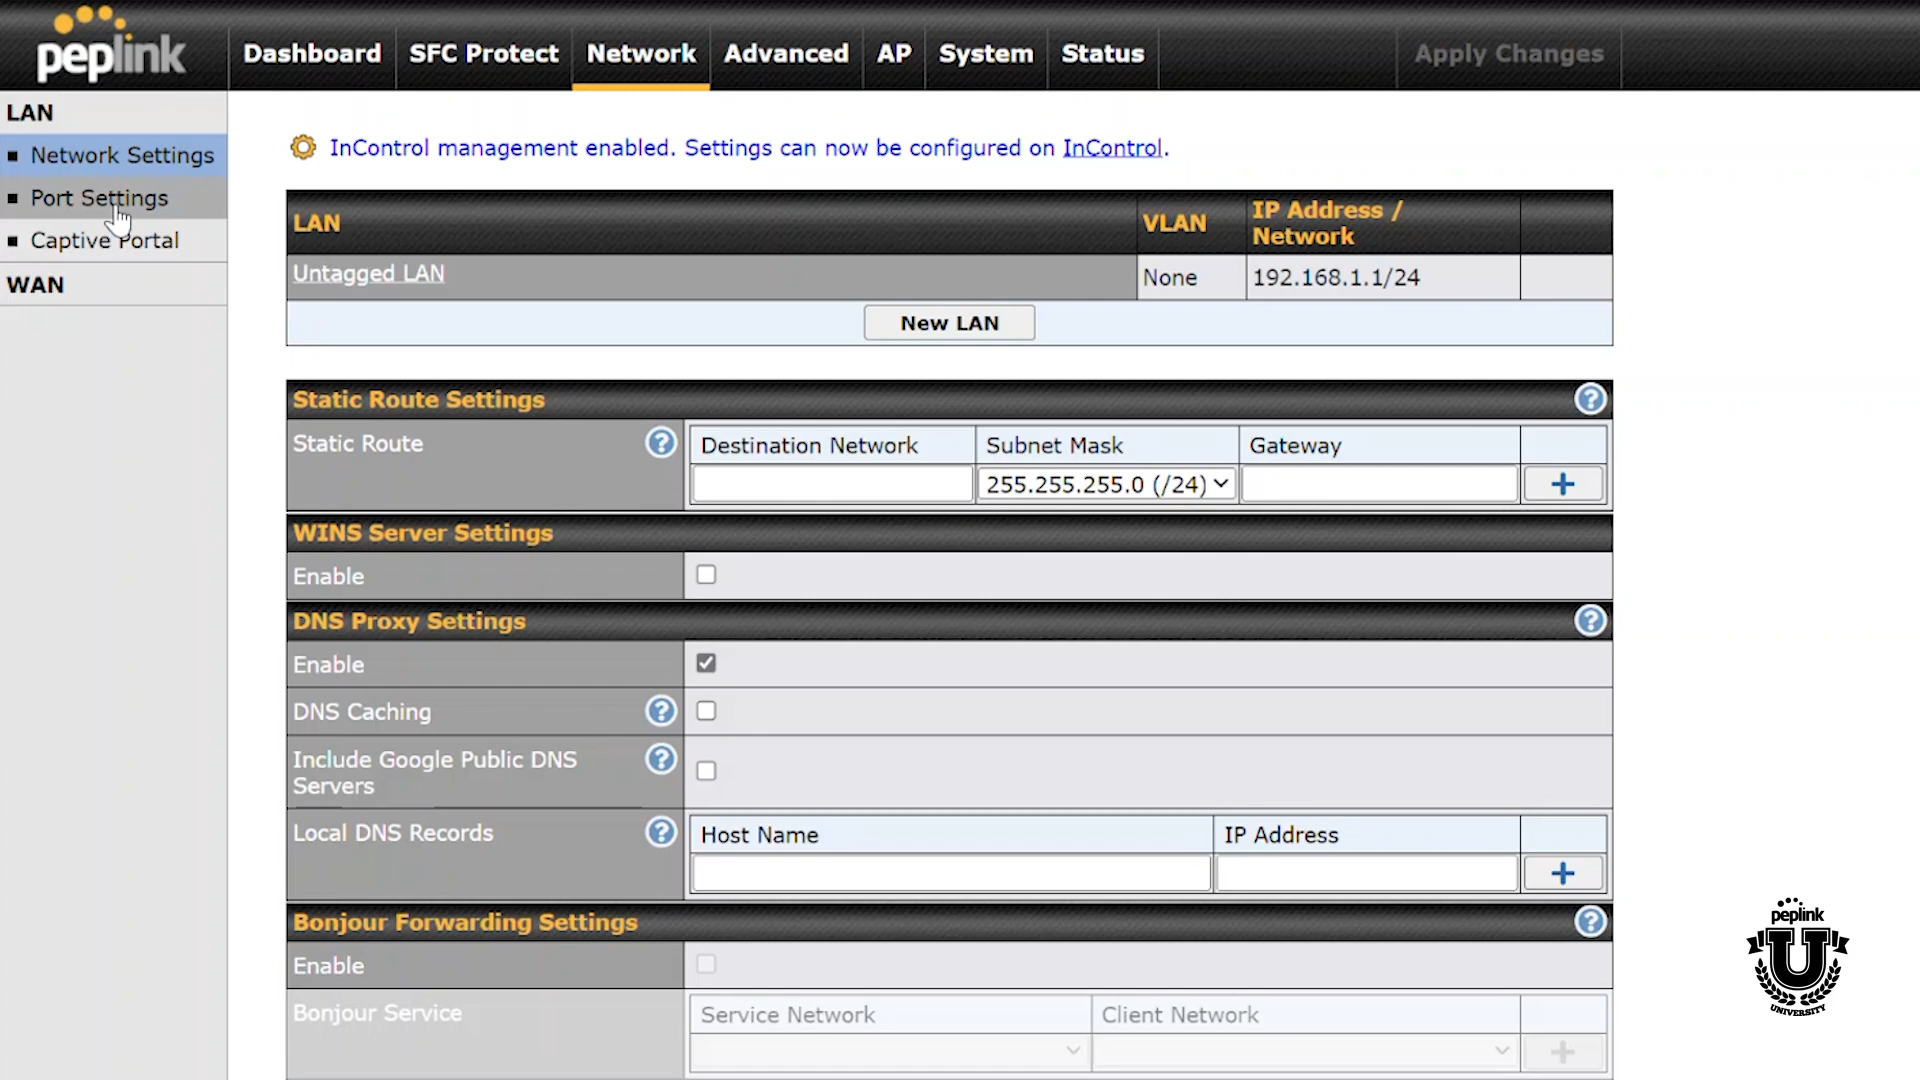 peplink
Dashboard
SFC Protect
Network
Advanced
AP
System
Status
Apply Changes
LAN
Network Settings
Port Settings
Captive Portal
WAN
InControl management enabled. Settings can now be configured on InControl.
LAN
VLAN
IP Address /
Network
Untagged LAN
None
192.168.1.1/24
New LAN
Static Route Settings
Static Route
Destination Network
Subnet Mask
Gateway
255.255.255.0 (/24)
WINS Server Settings
Enable
DNS Proxy Settings
Enable
DNS Caching
Include Google Public DNS
Servers
Local DNS Records
Host Name
IP Address
Bonjour Forwarding Settings
Enable
Bonjour Service
Service Network
Client Network
peplink
U
UNIVERSITY